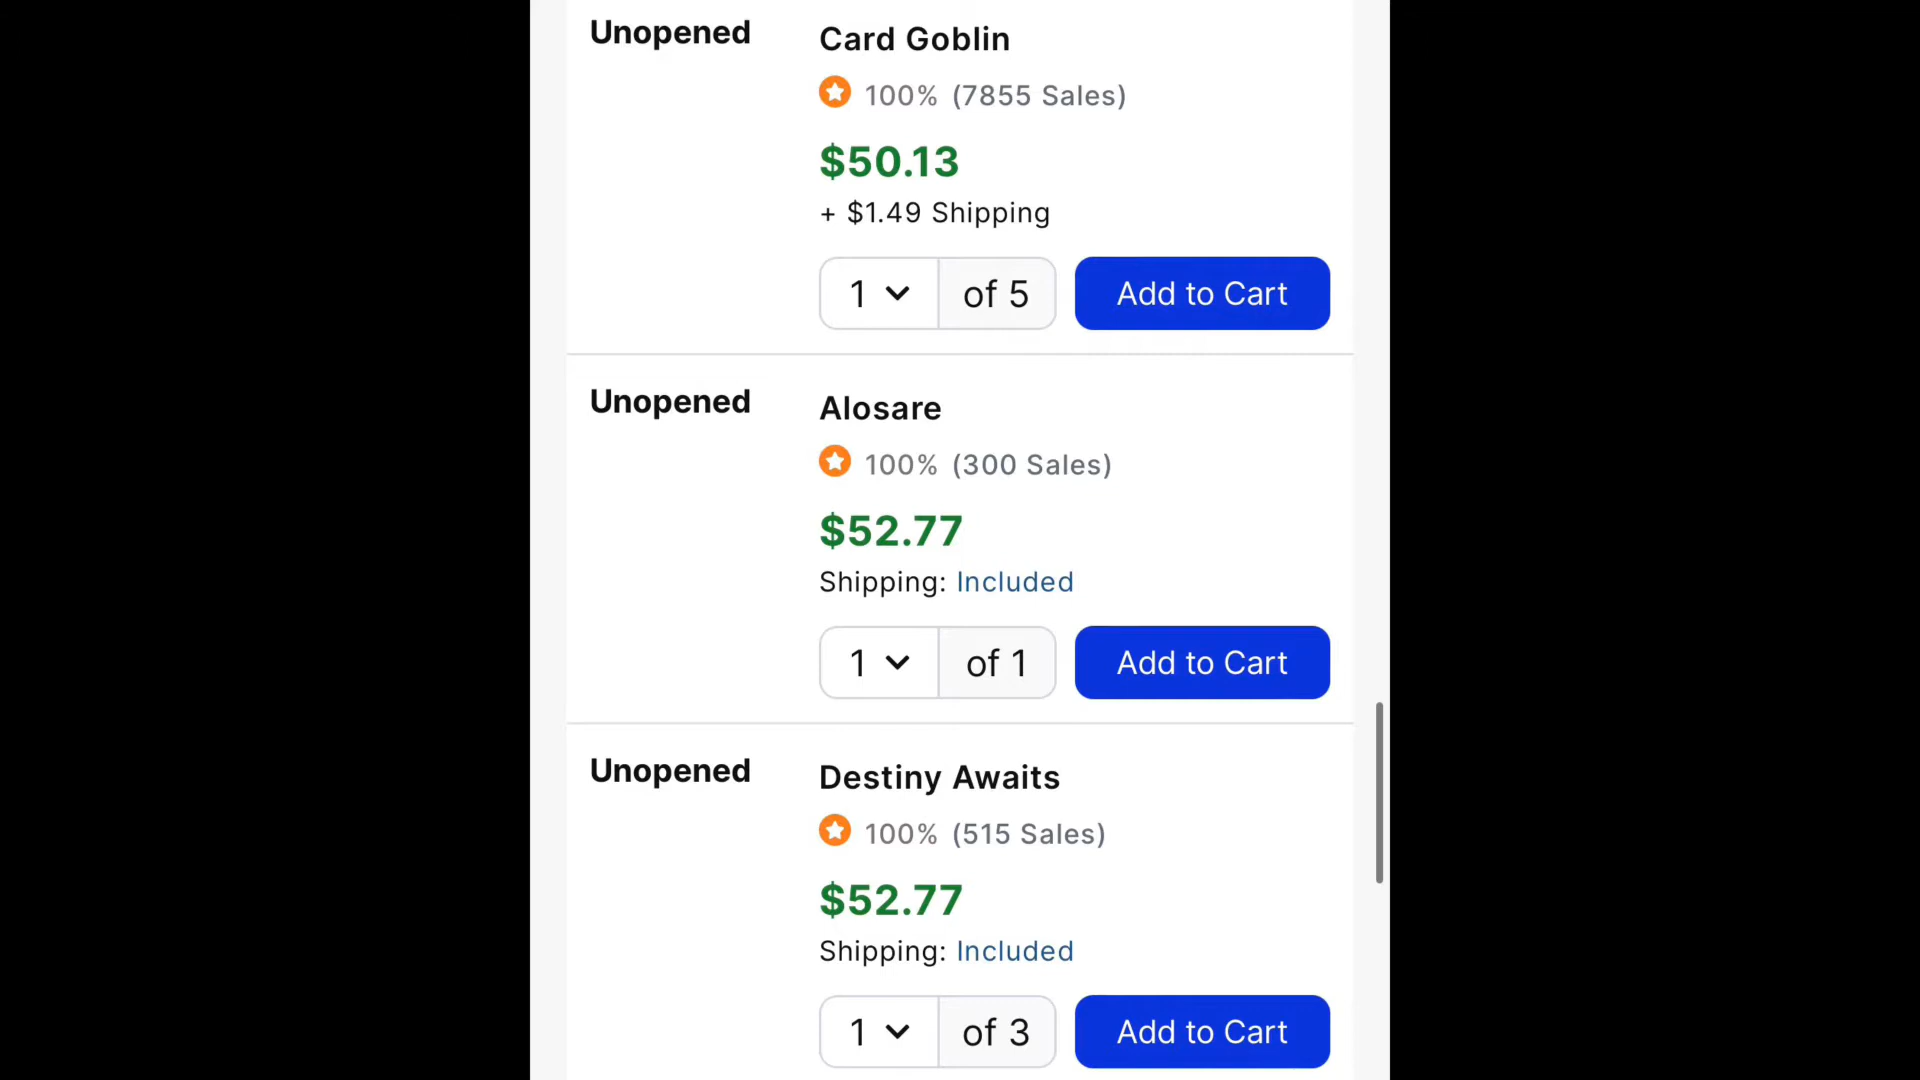 Unopened
Card Goblin
100% (7855 Sales)
$50.13
+ $1.49 Shipping
1 of 5 Add to Cart
Unopened
Alosare
100% (300 Sales)
$52.77
Shipping: Included
1 of 1 Add to Cart
Unopened
Destiny Awaits
100% (515 Sales)
$52.77
Shipping: Included
1 of 3 Add to Cart